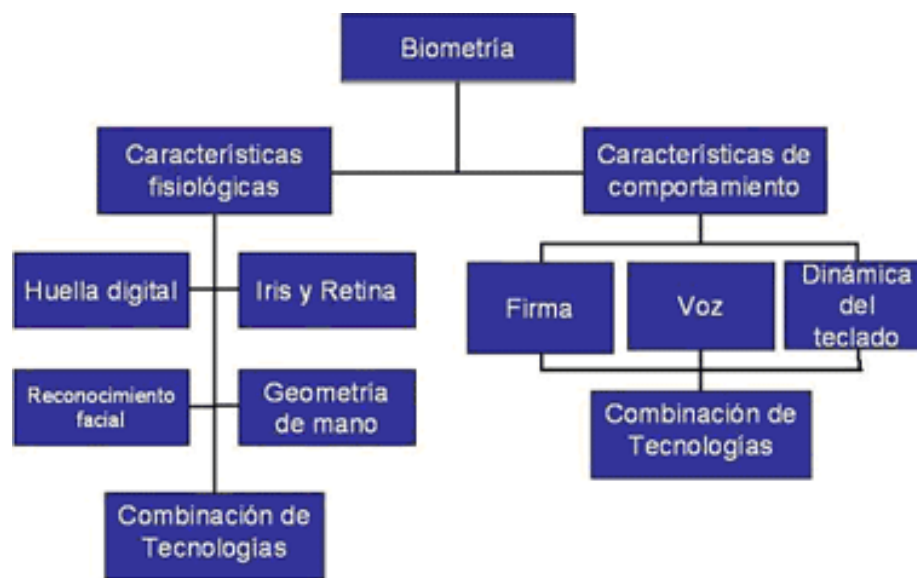 Biometría
Características
fisiológicas
Características de
comportamiento
Huella digital
Iris y Retina
Firma
Voz
Dinámica
del
teclado
Reconocimiento
facial
Geometría
de mano
Combinación de
Tecnologías
Combinación de
Tecnologías